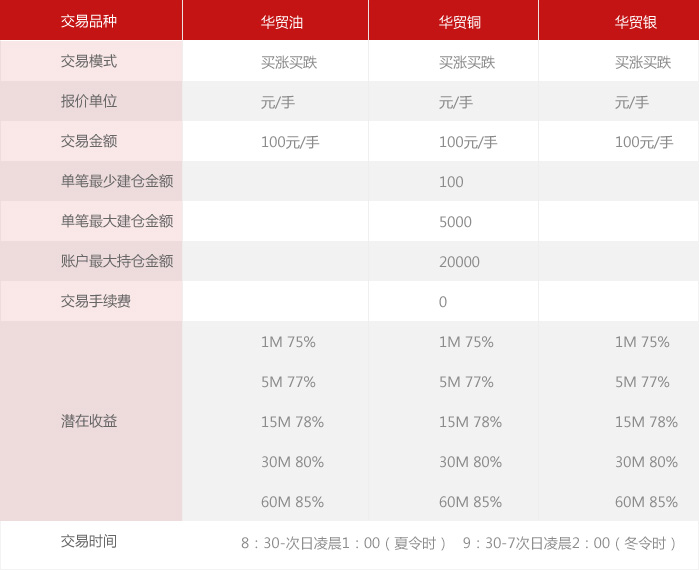 交易品种 华贸油 华贸铜 华贸银
交易模式 买涨买跌 买涨买跌 买涨买跌
报价单位 元/手 元/手 元/手
交易金额 100元/手 100元/手 100元/手
单笔最少建仓金额 100
单笔最大建仓金额 5000
账户最大持仓金额 20000
交易手续费 0
1M 75% 1M 75% 1M 75%
5M 77% 5M 77% 5M 77%
潜在收益 15M 78% 15M 78% 15M 78%
30M 80% 30M 80% 30M 80%
60M 85% 60M 85% 60M 85%
交易时间 8：30-次日凌晨1：00（夏令时） 9：30-7次日凌晨2：00（冬令时）